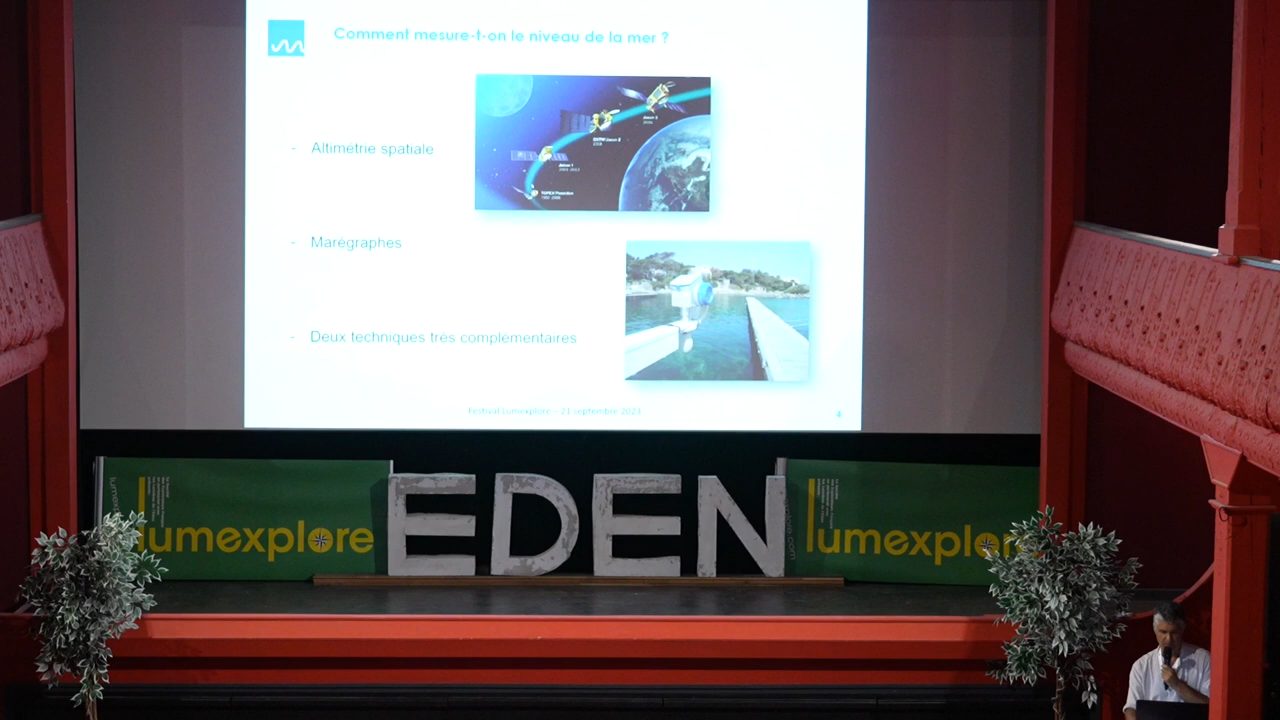 Comment mesure-t-on le niveau de la mer ?
- Altimétrie spatiale
- Marégraphes
- Deux techniques très complémentaires
Festival Lumexplore – 21 septembre 2023
4
lumexplore
EDEN
lumexplore